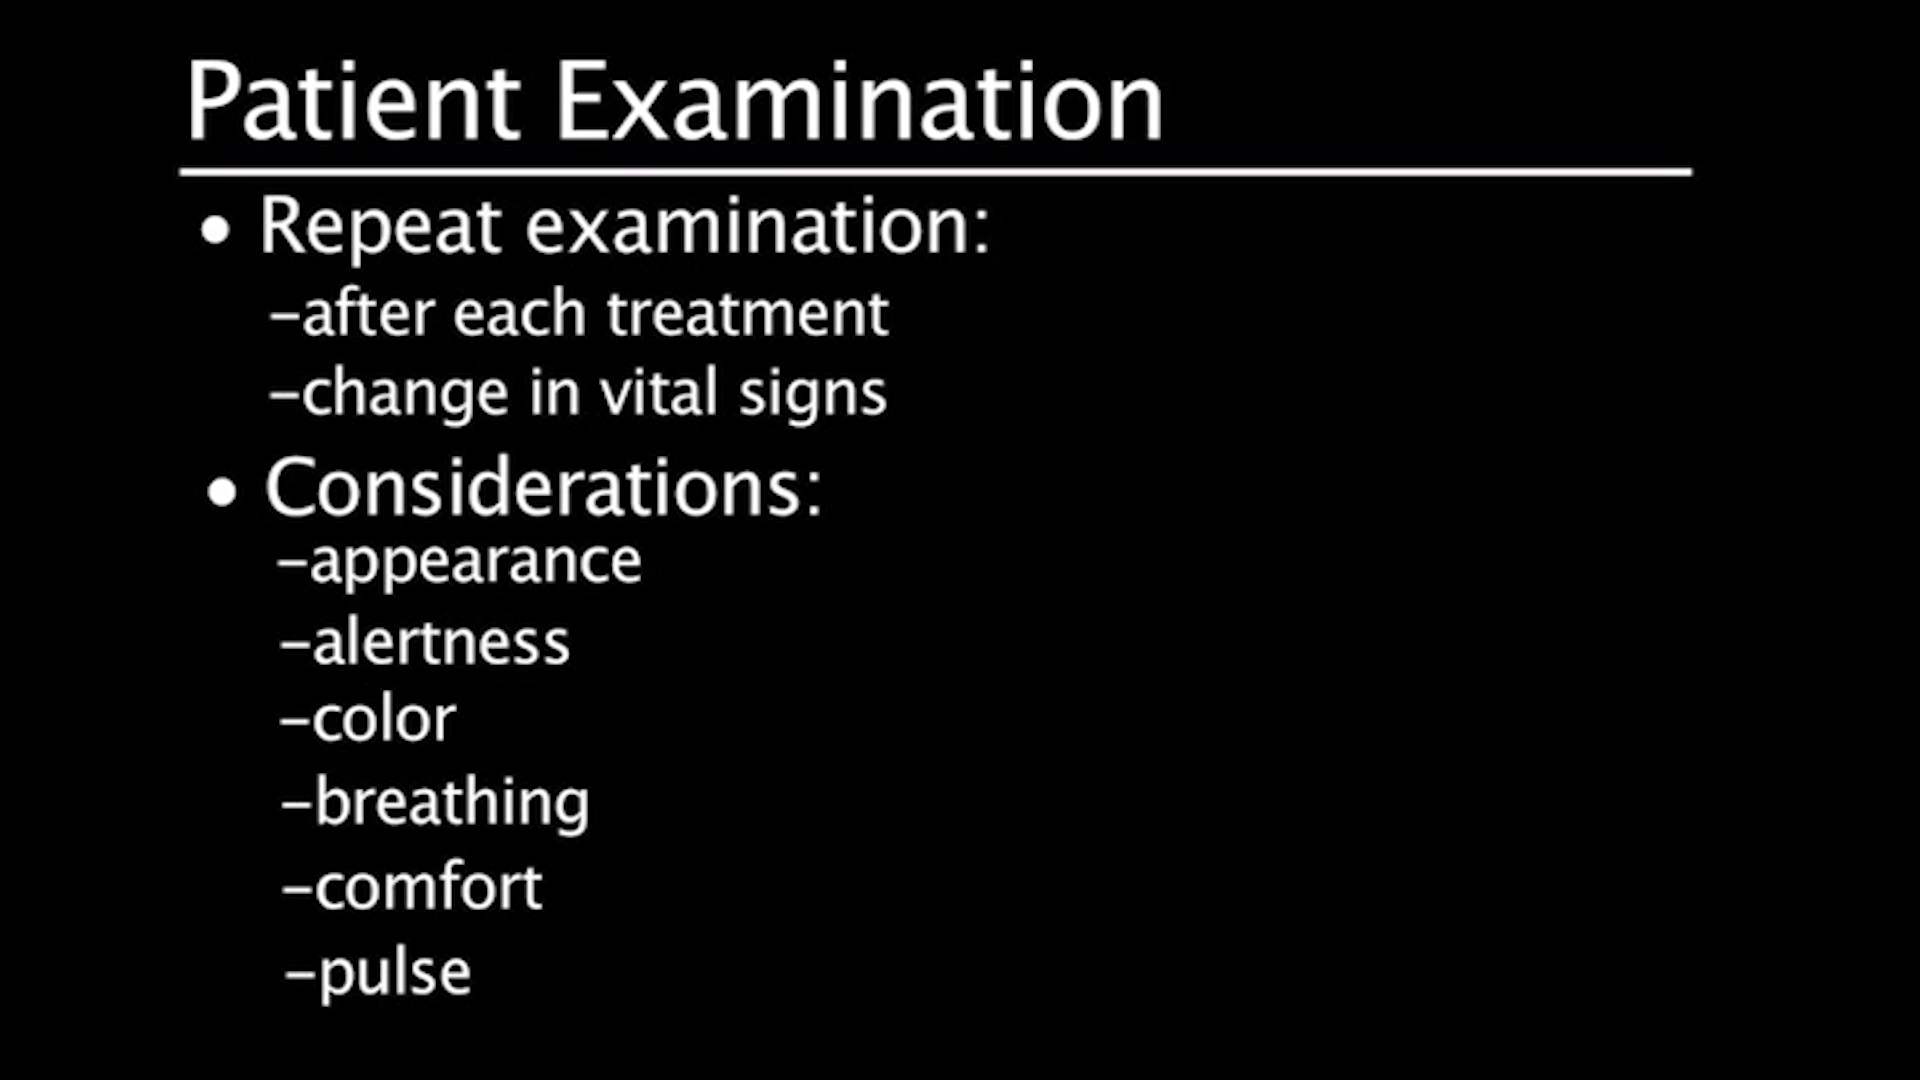 Patient Examination
• Repeat examination:
–after each treatment
–change in vital signs
• Considerations:
–appearance
–alertness
–color
–breathing
–comfort
–pulse